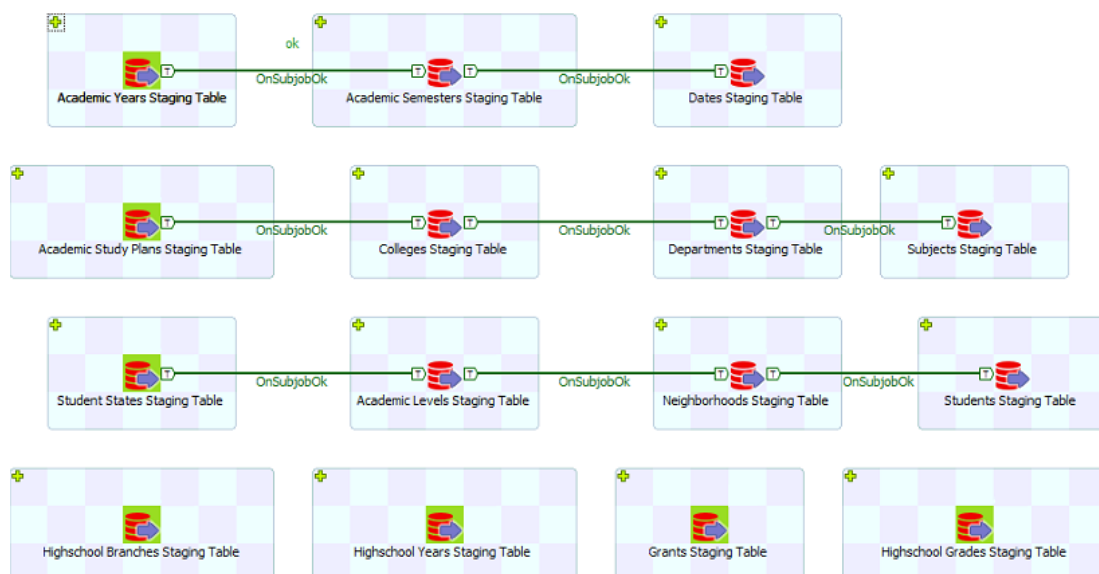 ok
OnSubjobOk
OnSubjobOk
T
T
T
T
Academic Years Staging Table
Academic Semesters Staging Table
Dates Staging Table
T
T
T
T
T
T
OnSubjobOk
OnSubjobOk
OnSubjobOk
Academic Study Plans Staging Table
Colleges Staging Table
Departments Staging Table
Subjects Staging Table
T
T
T
T
T
T
OnSubjobOk
OnSubjobOk
OnSubjobOk
Student States Staging Table
Academic Levels Staging Table
Neighborhoods Staging Table
Students Staging Table
Highschool Branches Staging Table
Highschool Years Staging Table
Grants Staging Table
Highschool Grades Staging Table